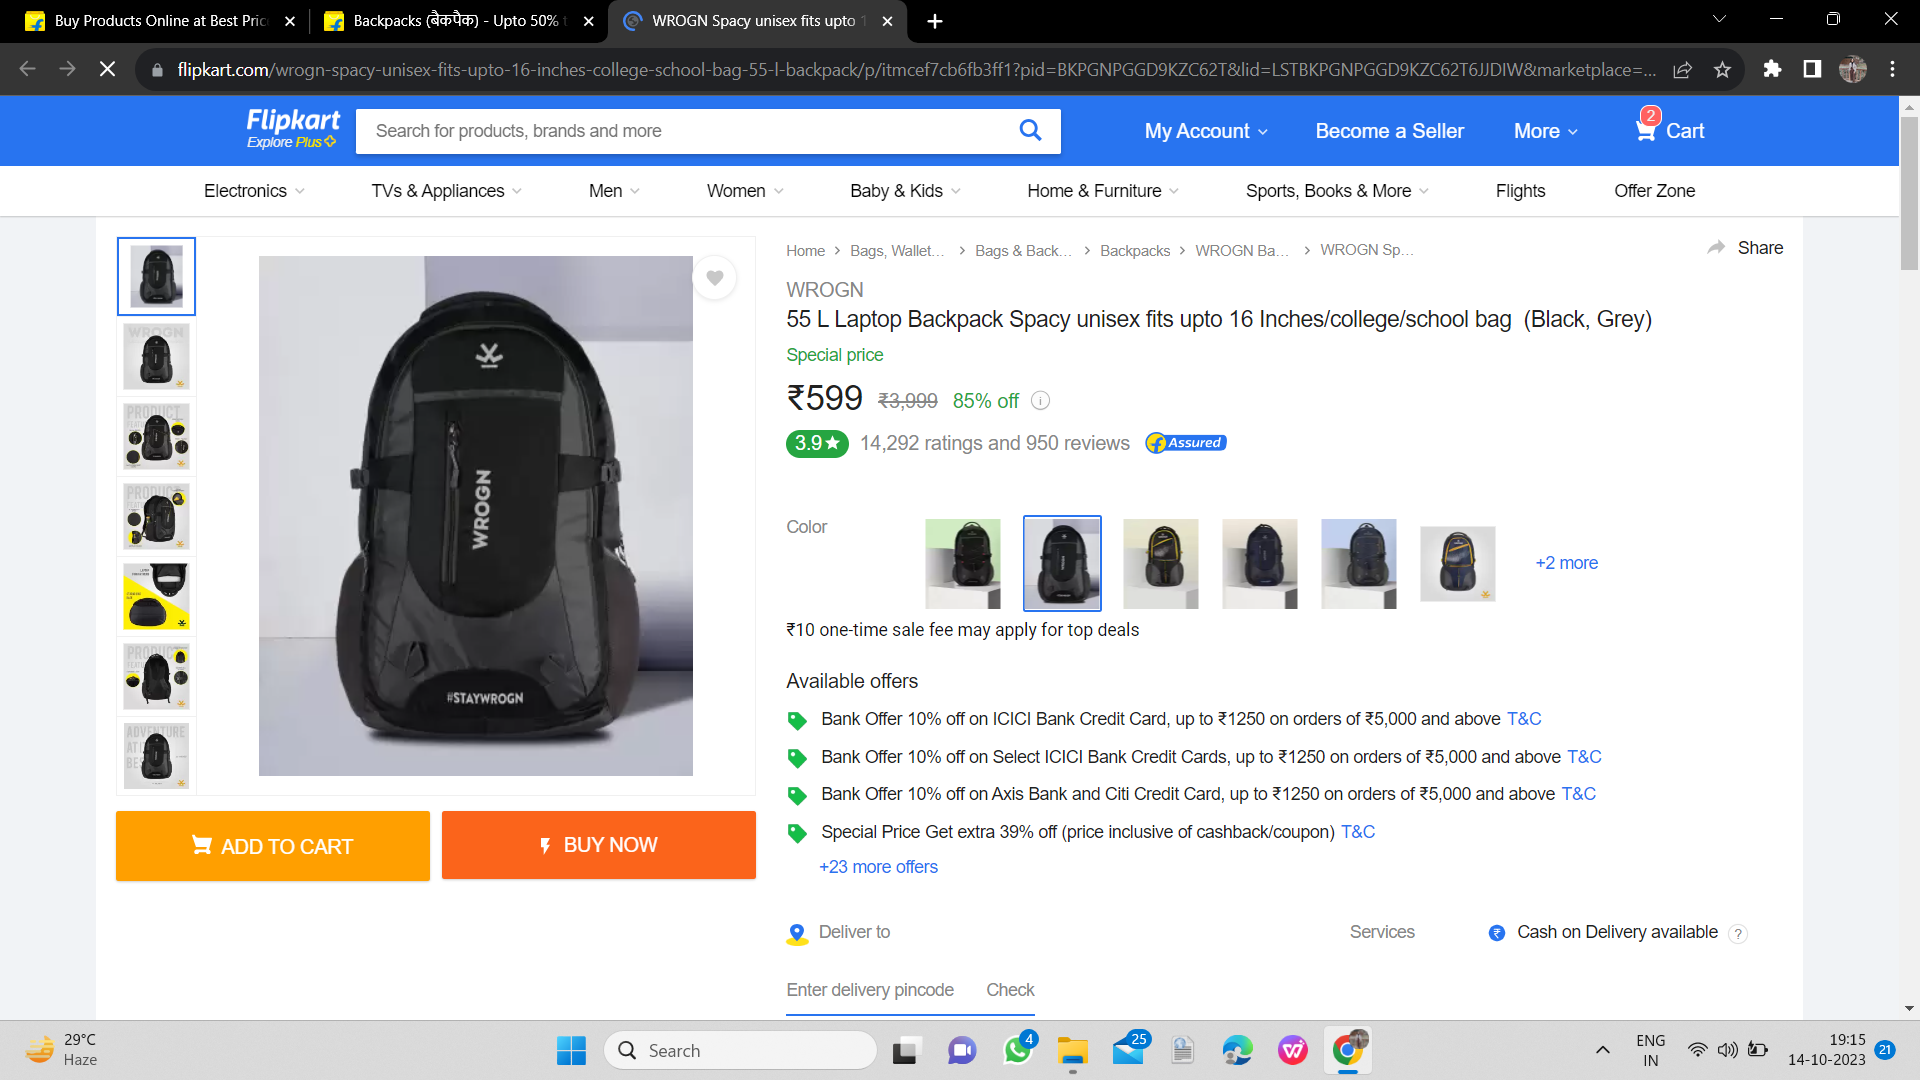 Buy Products Online at Best Pric
Backpacks (बैकपैक) - Upto 50%
WROGN Spacy unisex fits upto 1
flipkart.com/wrogn-spacy-unisex-fits-upto-16-inches-college-school-bag-55-l-backpack/p/itmcef7cb6fb3ff1?pid=BKPGNPGGD9KZC62T&lid=LSTBKPGNPGGD9KZC62T6JJDIW&marketplace=...
Flipkart
Explore Plus
Search for products, brands and more
My Account
Become a Seller
More
2
Cart
Electronics
TVs & Appliances
Men
Women
Baby & Kids
Home & Furniture
Sports, Books & More
Flights
Offer Zone
Home
Bags, Wallet...
Bags & Back...
Backpacks
WROGN Ba...
WROGN Sp...
Share
WROGN
55 L Laptop Backpack Spacy unisex fits upto 16 Inches/college/school bag (Black, Grey)
Special price
₹599 ₹3,999 85% off
3.9★ 14,292 ratings and 950 reviews
Assured
WROGN
#STAYWROGN
WROGN
PRODUCT
PRODUCT
PRODUCT
ADVENTURE
Color
+2 more
₹10 one-time sale fee may apply for top deals
Available offers
Bank Offer 10% off on ICICI Bank Credit Card, up to ₹1250 on orders of ₹5,000 and above T&C
Bank Offer 10% off on Select ICICI Bank Credit Cards, up to ₹1250 on orders of ₹5,000 and above T&C
Bank Offer 10% off on Axis Bank and Citi Credit Card, up to ₹1250 on orders of ₹5,000 and above T&C
Special Price Get extra 39% off (price inclusive of cashback/coupon) T&C
+23 more offers
ADD TO CART
BUY NOW
Deliver to
Services
Cash on Delivery available ?
Enter delivery pincode
Check
29°C
Haze
Search
4
25
ENG
IN
19:15
14-10-2023
21